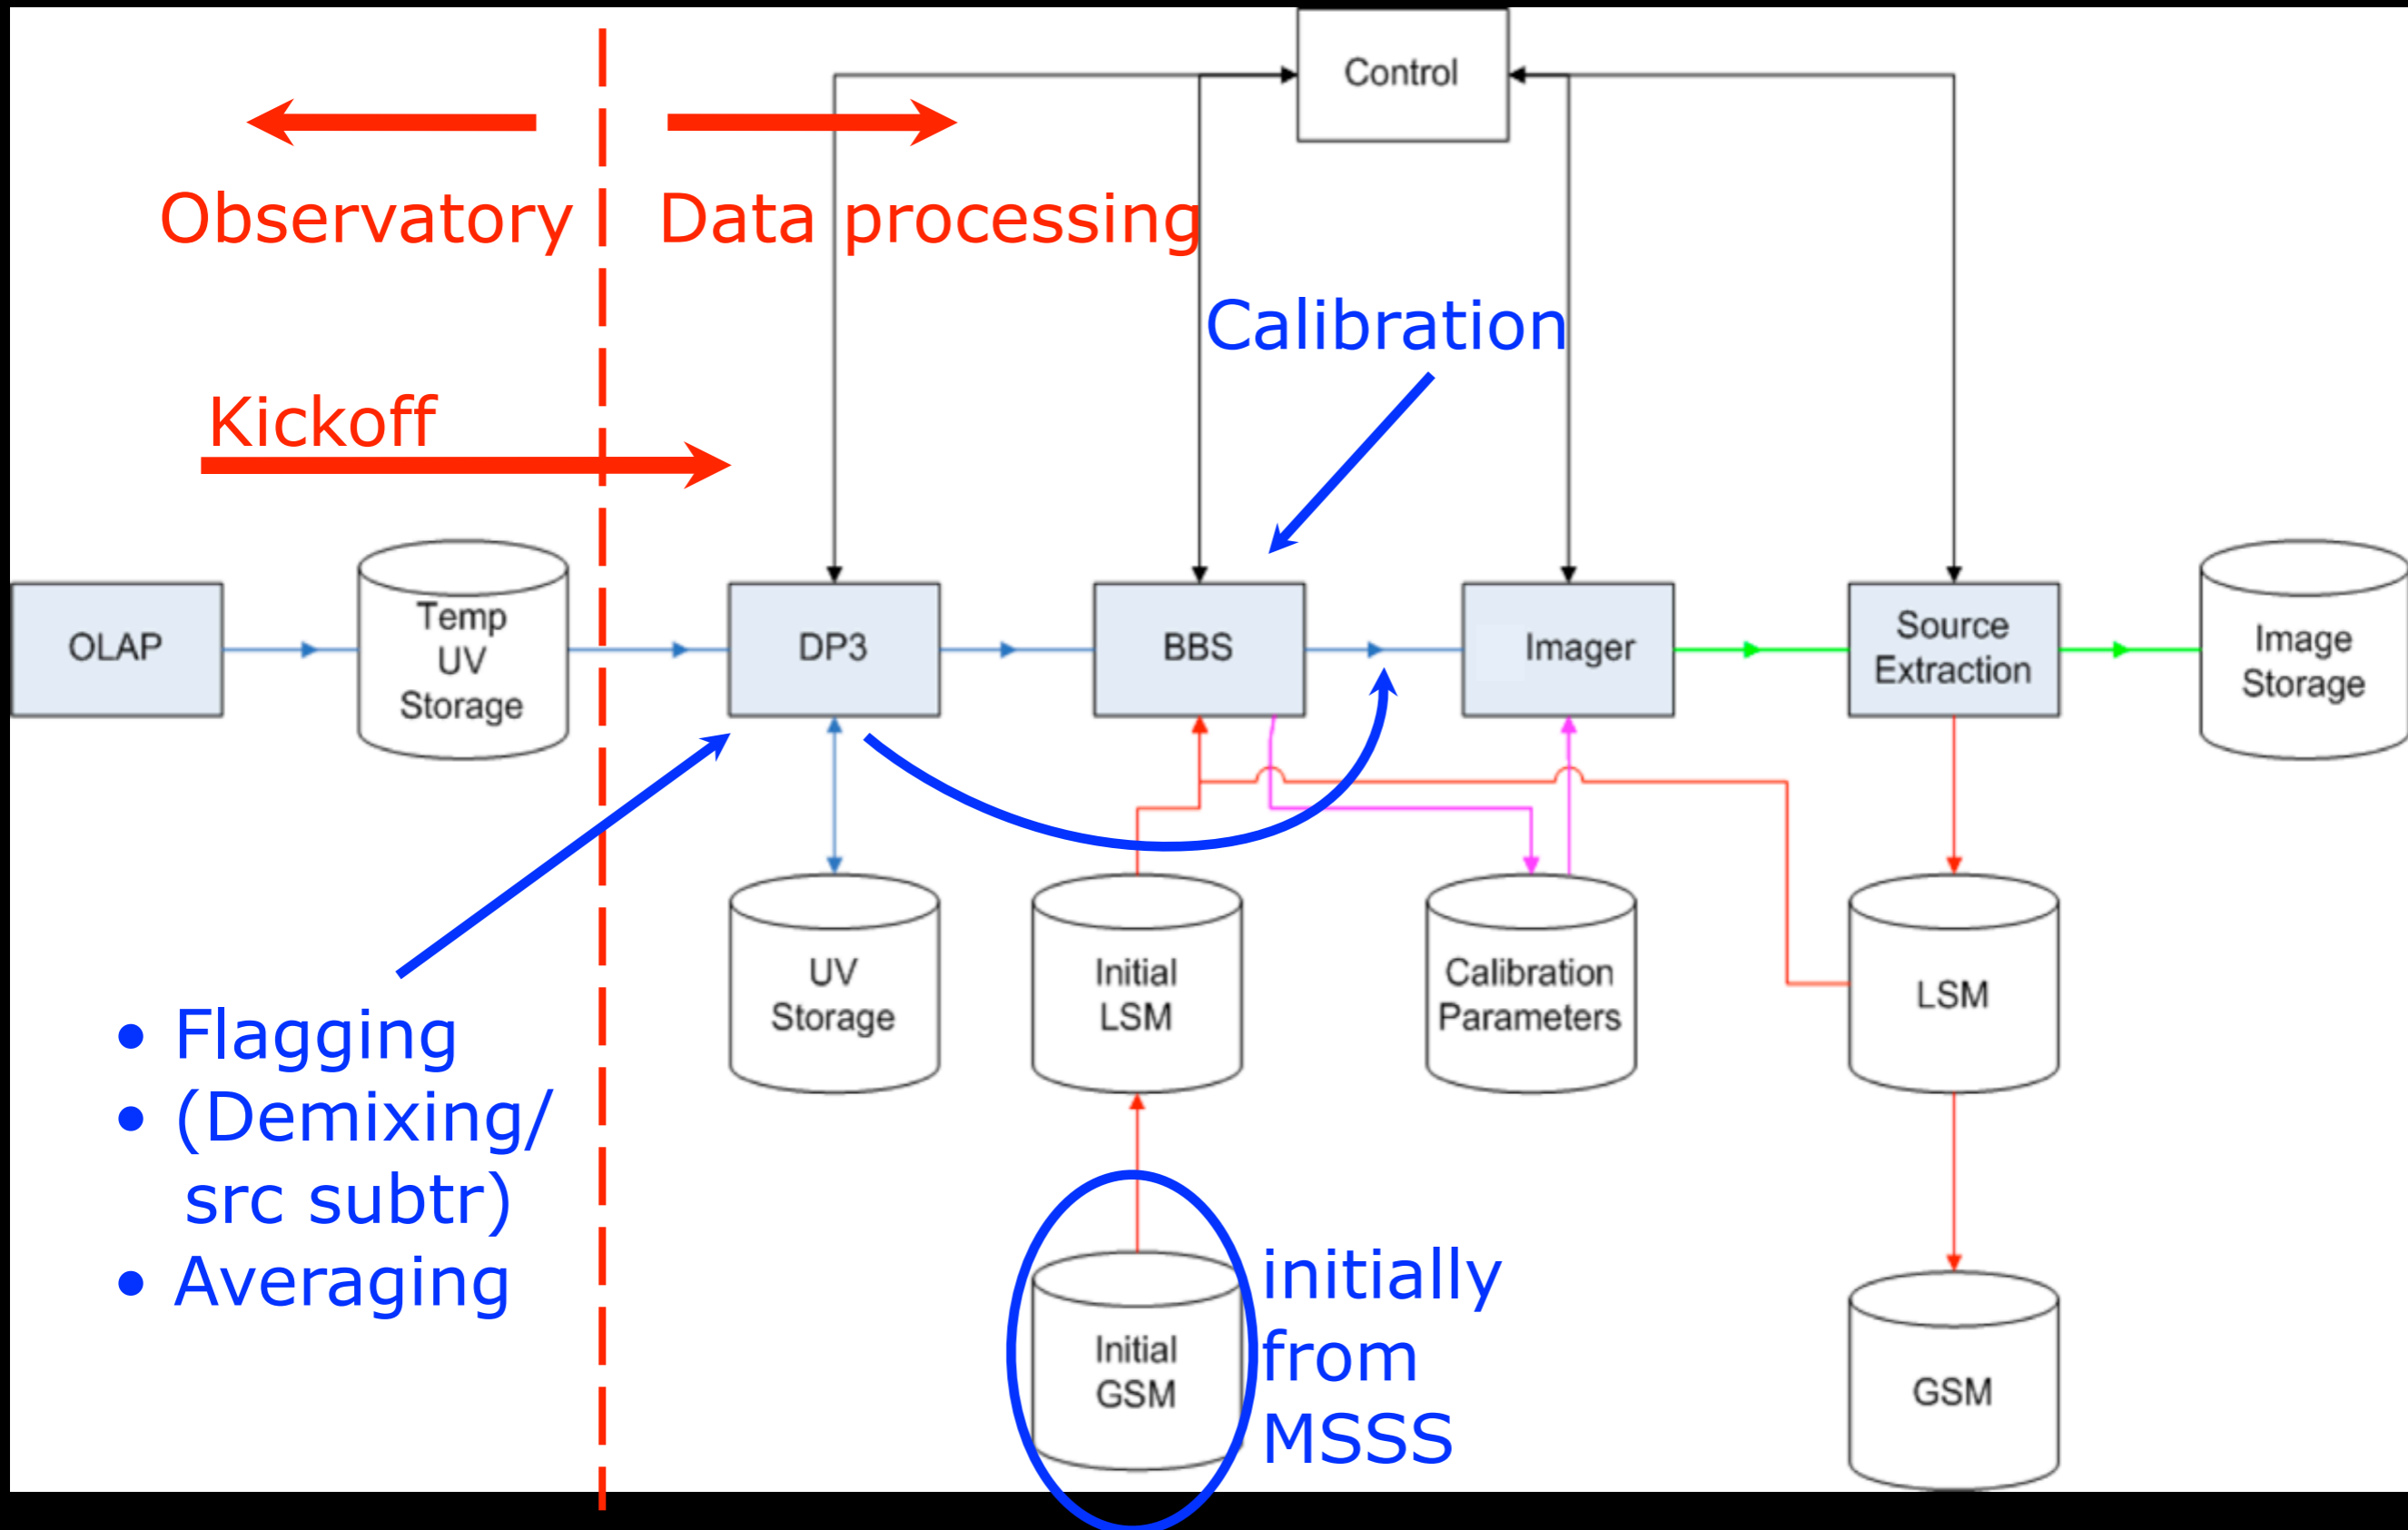 Control
Observatory
Data processing
Calibration
Kickoff
OLAP
Temp
UV
Storage
DP3
BBS
Imager
Source
Extraction
Image
Storage
UV
Storage
Initial
LSM
Calibration
Parameters
LSM
• Flagging
• (Demixing/
src subtr)
• Averaging
Initial
GSM
initially
from
MSSS
GSM